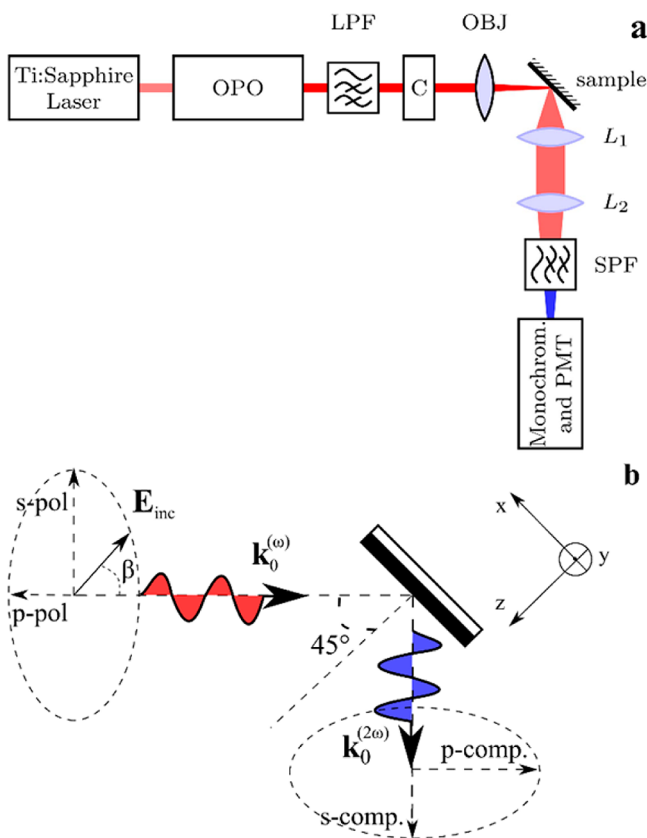 a
LPF
OBJ
Ti:Sapphire
Laser
OPO
C
sample
L₁
L₂
SPF
Monochrom.
and PMT
b
s-pol
E_inc
β
p-pol
k₀^(ω)
45°
x
y
z
k₀^(2ω)
p-comp.
s-comp.